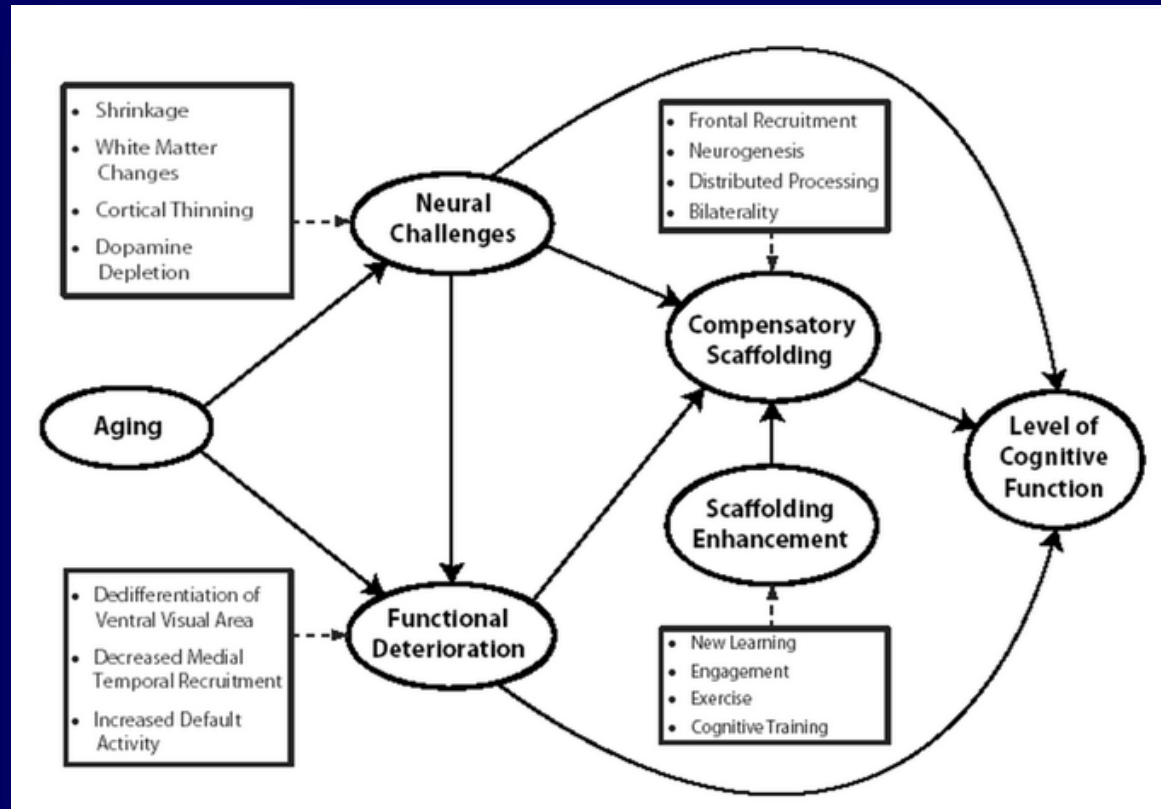 • Shrinkage
• White Matter
Changes
• Cortical Thinning
• Dopamine
Depletion
Neural
Challenges
• Frontal Recruitment
• Neurogenesis
• Distributed Processing
• Bilaterality
Compensatory
Scaffolding
Aging
Level of
Cognitive
Function
Scaffolding
Enhancement
• Dedifferentiation of
Ventral Visual Area
• Decreased Medial
Temporal Recruitment
• Increased Default
Activity
Functional
Deterioration
• New Learning
• Engagement
• Exercise
• Cognitive Training